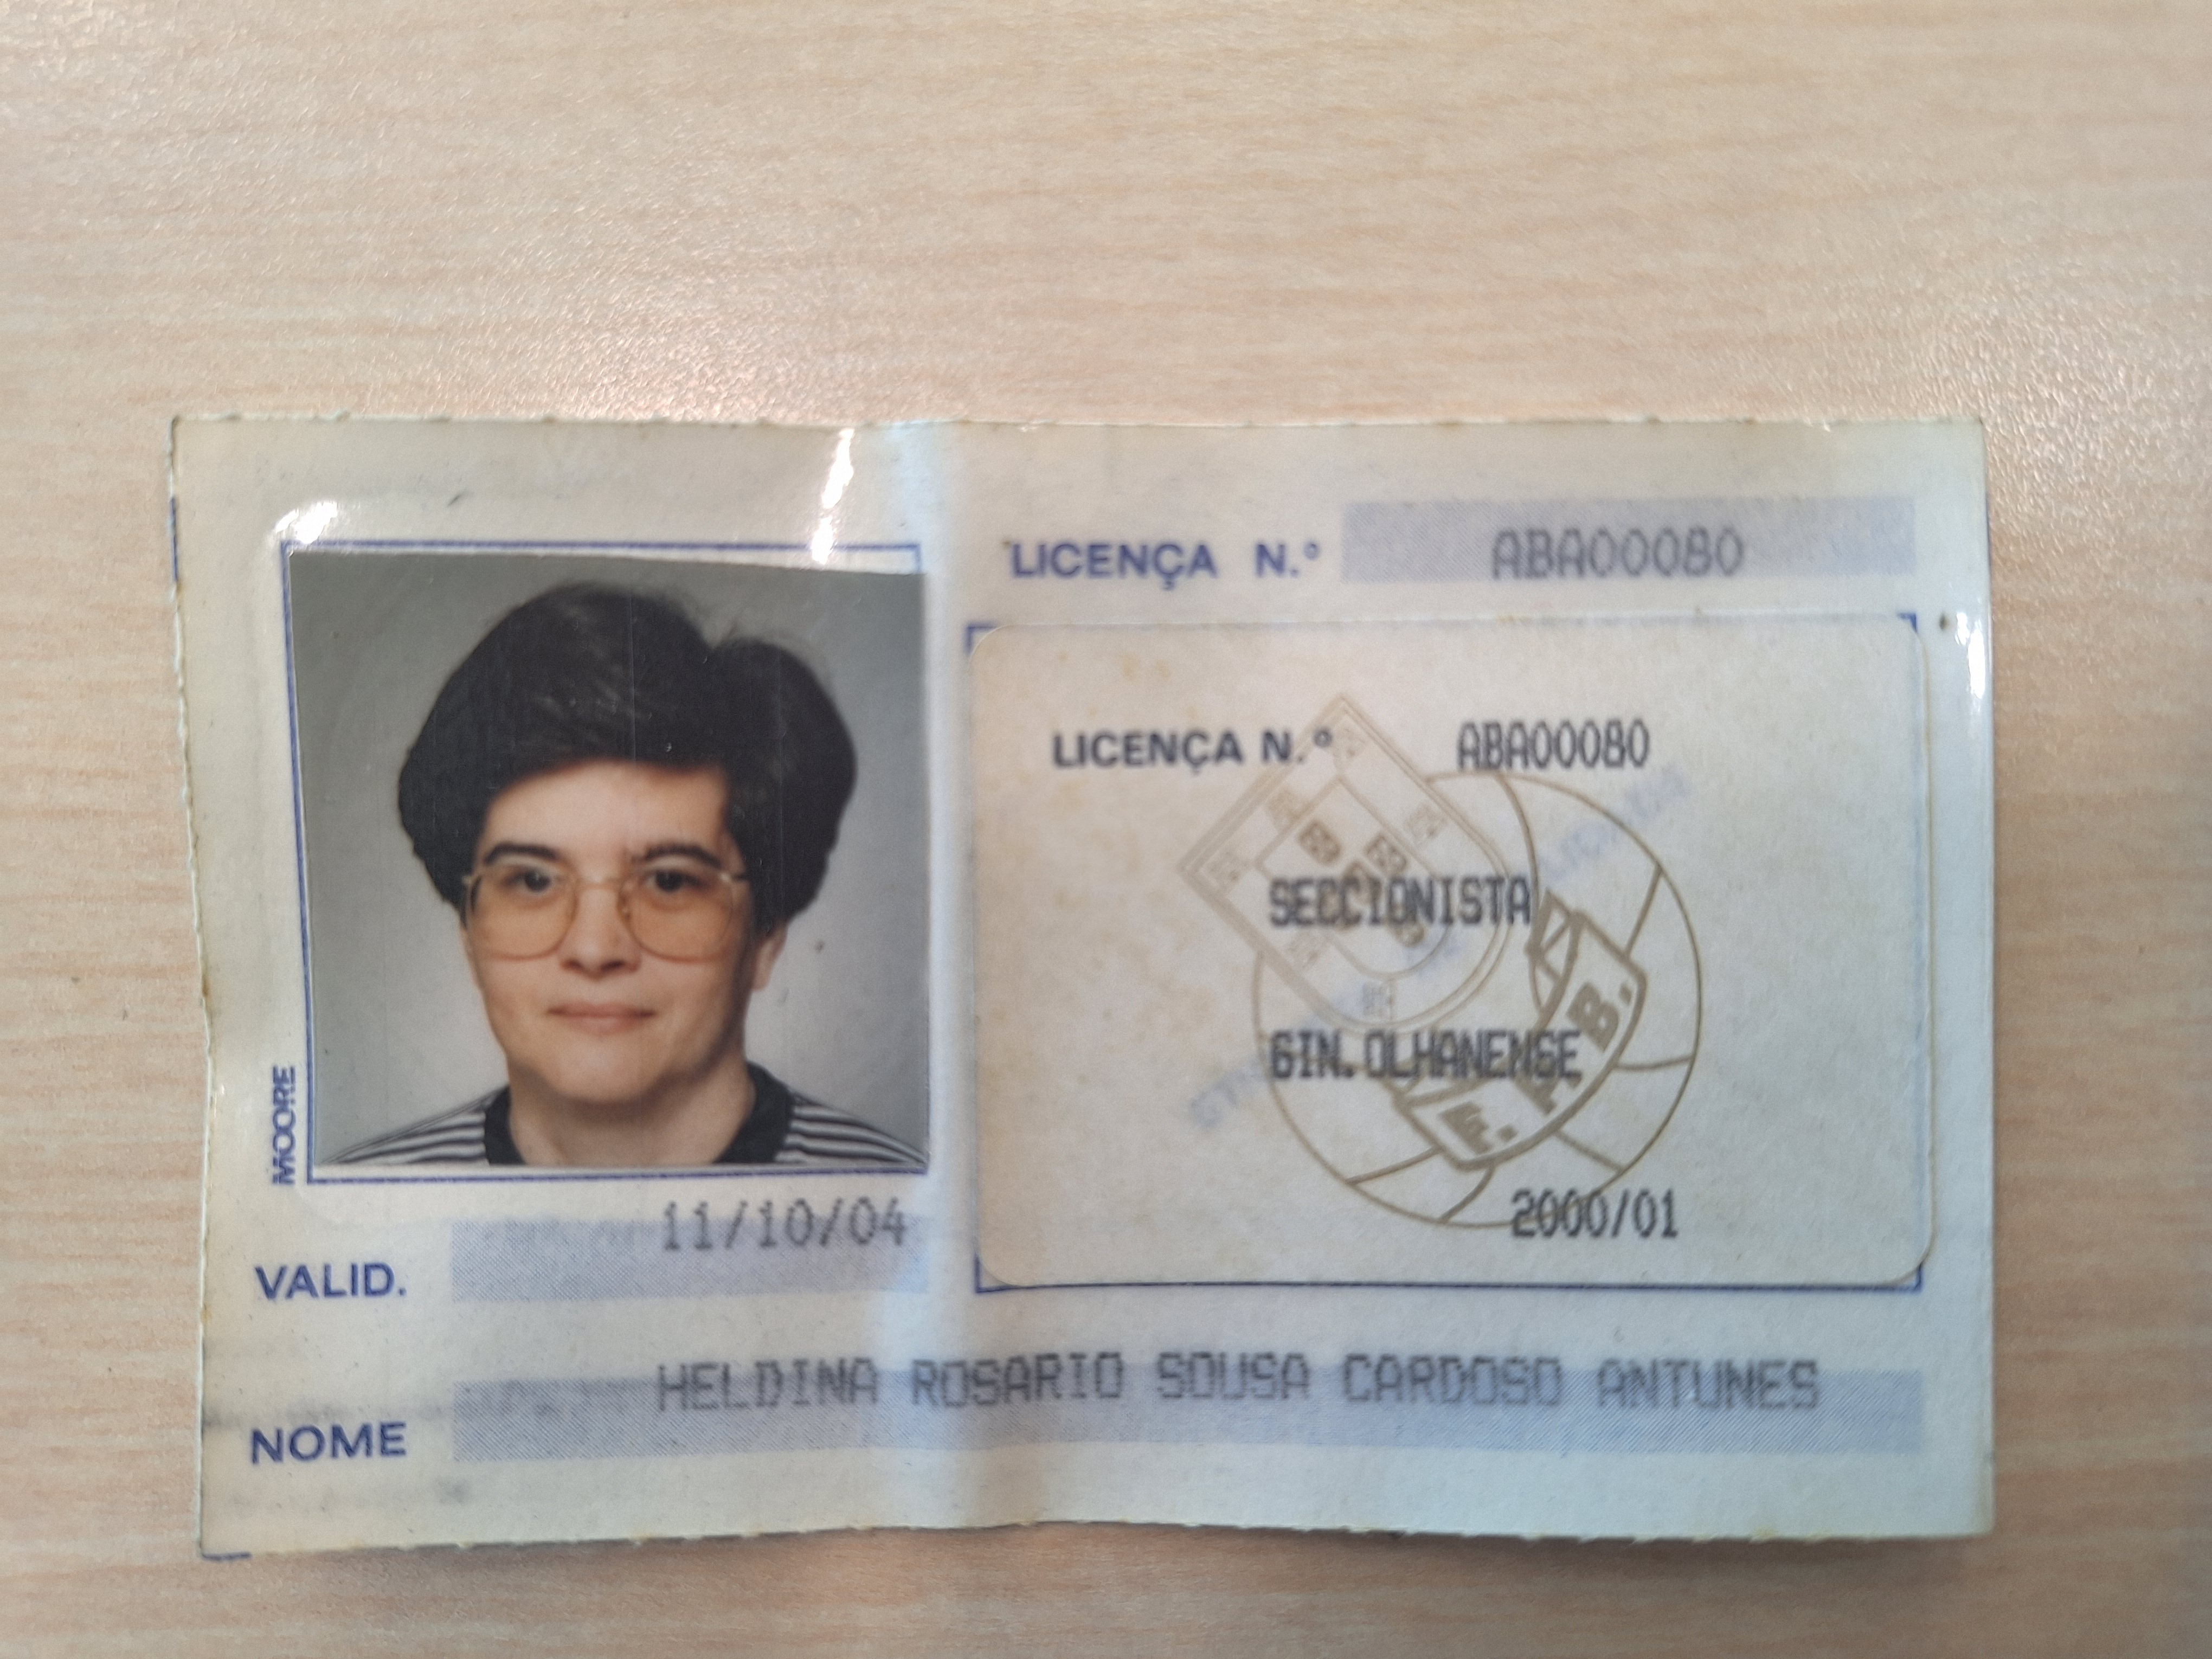 LICENÇA N.º ABA00080
LICENÇA N.º ABA00080
SECCIONISTA
GIN.OLHANENSE
F. P. B.
2000/01
MOORE
VALID. 11/10/04
NOME HELDINA ROSARIO SOUSA CARDOSO ANTUNES